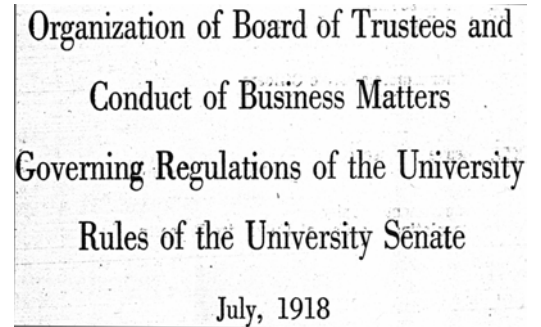 Organization of Board of Trustees and
Conduct of Business Matters
Governing Regulations of the University
Rules of the University Senate
July, 1918